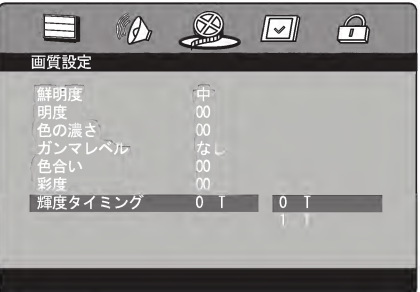 画質設定
鮮明度 中
明度 00
色の濃さ 00
ガンマレベル なし
色合い 00
彩度 00
輝度タイミング 0 T 0 T
1 T